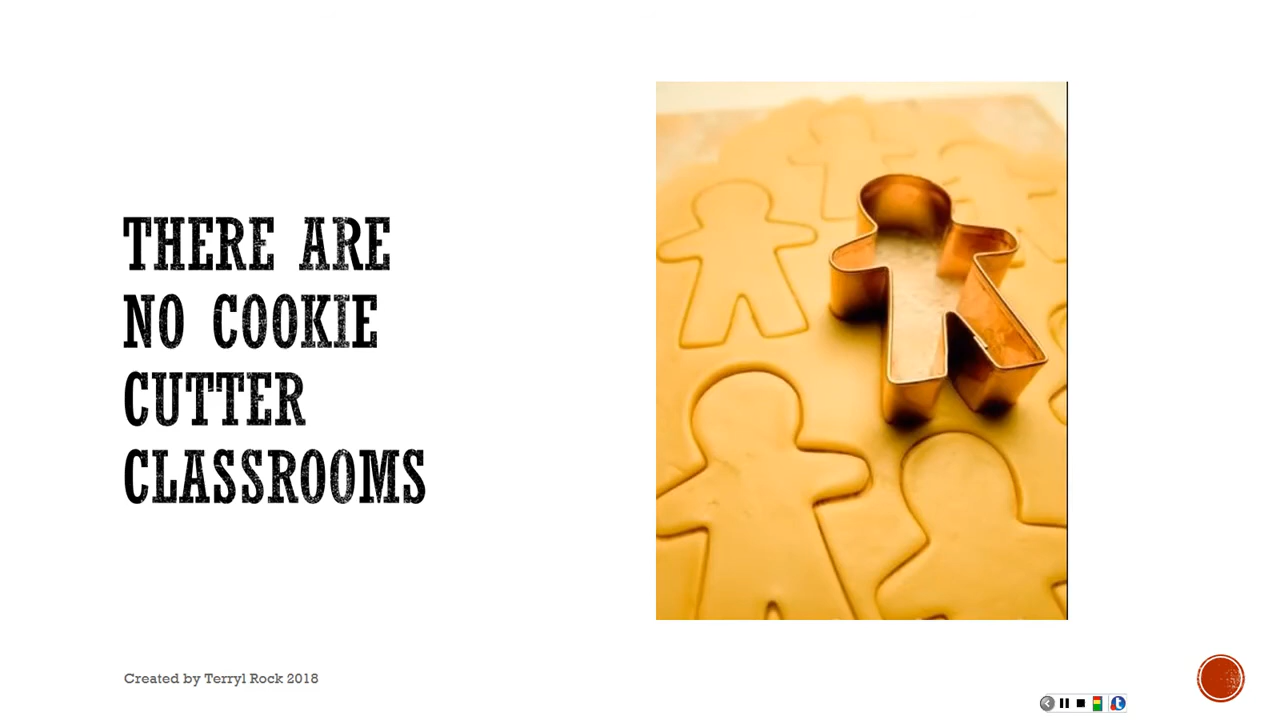 THERE ARE
NO COOKIE
CUTTER
CLASSROOMS
Created by Terryl Rock 2018